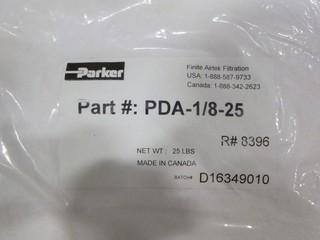 Parker
Finite Airtek Filtration
USA: 1-888-587-9733
Canada: 1-888-342-2623
Part #: PDA-1/8-25
R# 8396
NET WT : 25 LBS
MADE IN CANADA
BATCH# D16349010